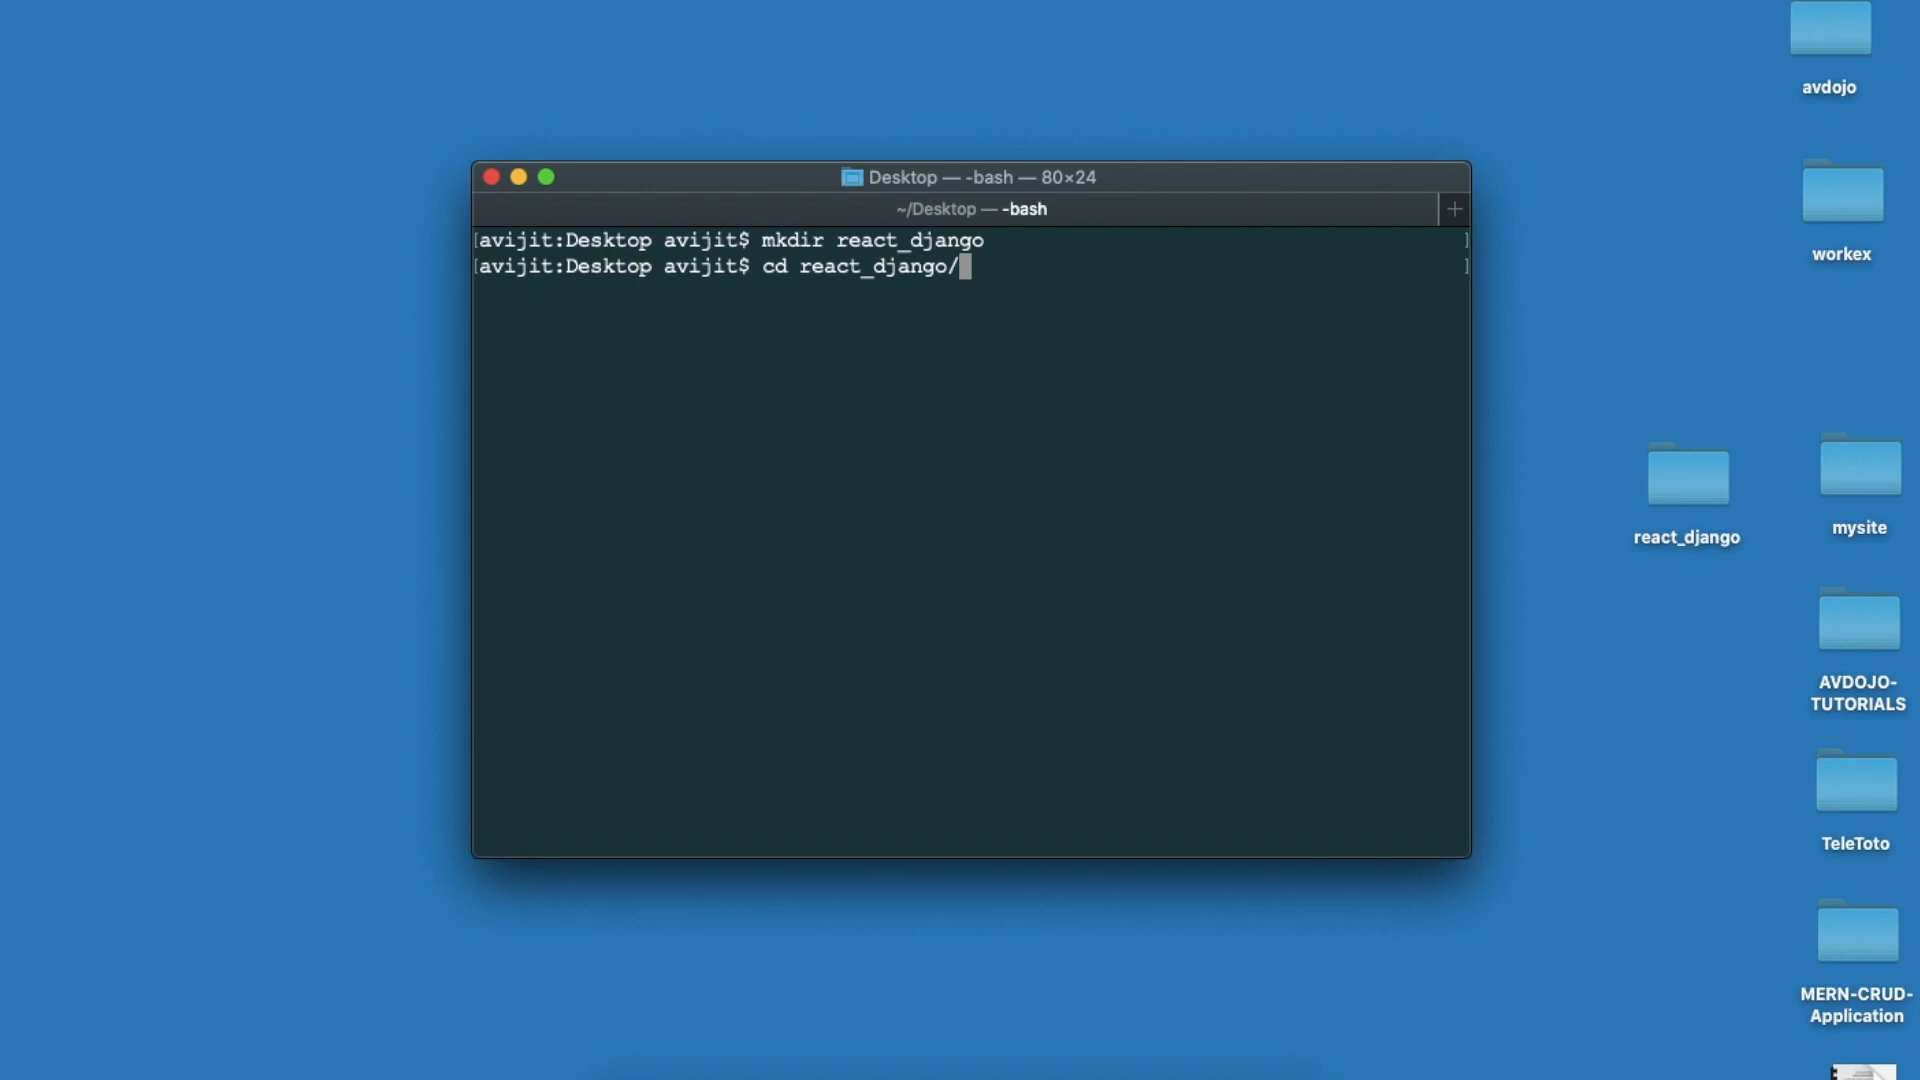 avdojo
Desktop — -bash — 80×24
~/Desktop — -bash
[avijit:Desktop avijit$ mkdir react_django ]
[avijit:Desktop avijit$ cd react_django/ ]
workex
react_django
mysite
AVDOJO-
TUTORIALS
TeleToto
MERN-CRUD-
Application